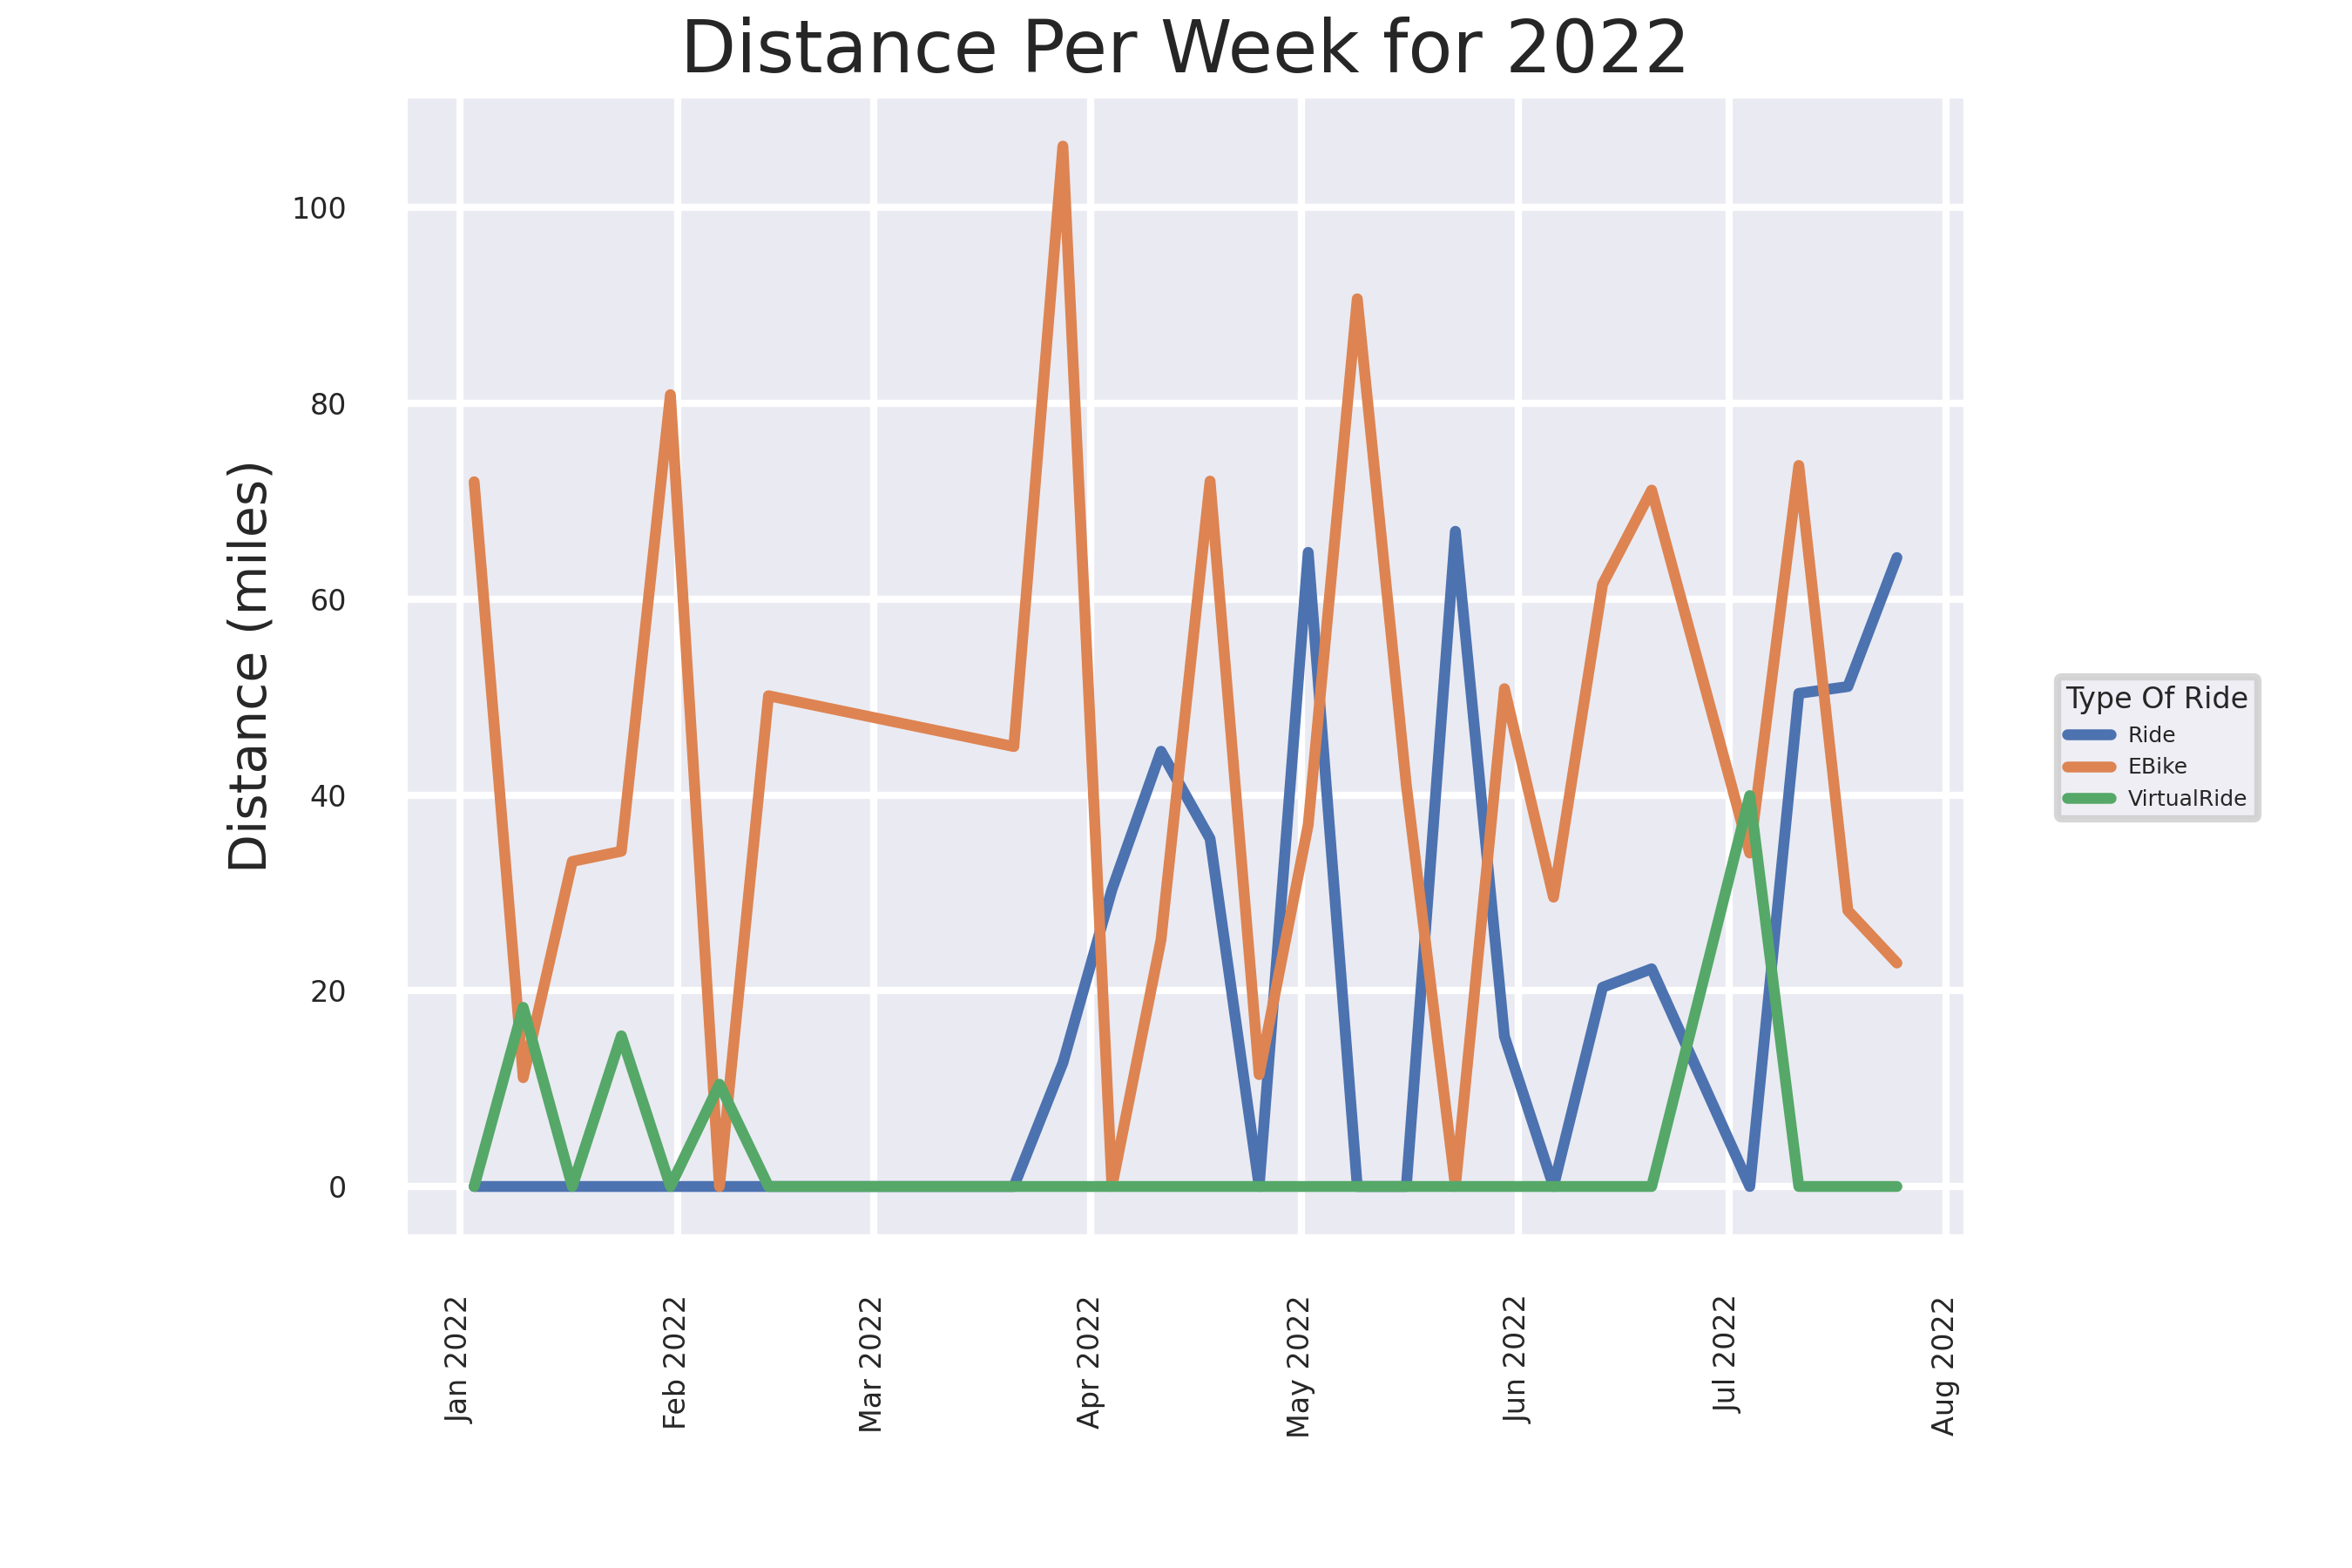 Distance Per Week for 2022
Distance (miles)
100
80
60
40
20
0
Jan 2022
Feb 2022
Mar 2022
Apr 2022
May 2022
Jun 2022
Jul 2022
Aug 2022
Type Of Ride
Ride
EBike
VirtualRide